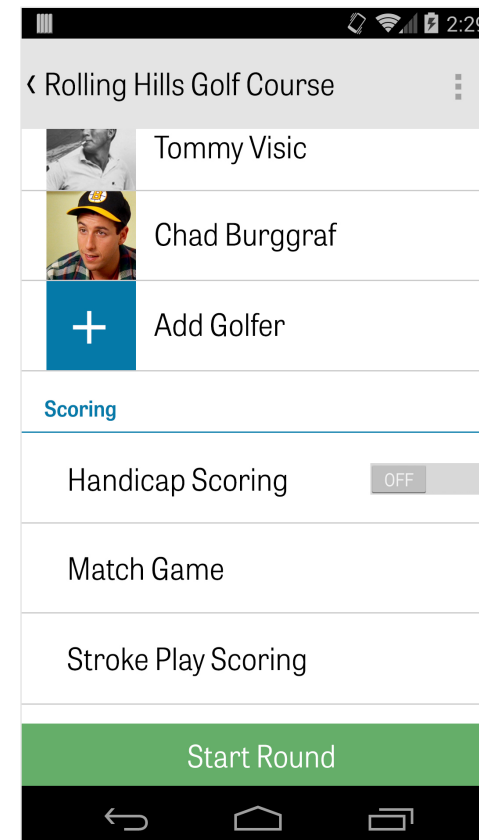 2:29
Rolling Hills Golf Course
Tommy Visic
Chad Burggraf
Add Golfer
Scoring
Handicap Scoring
OFF
Match Game
Stroke Play Scoring
Start Round